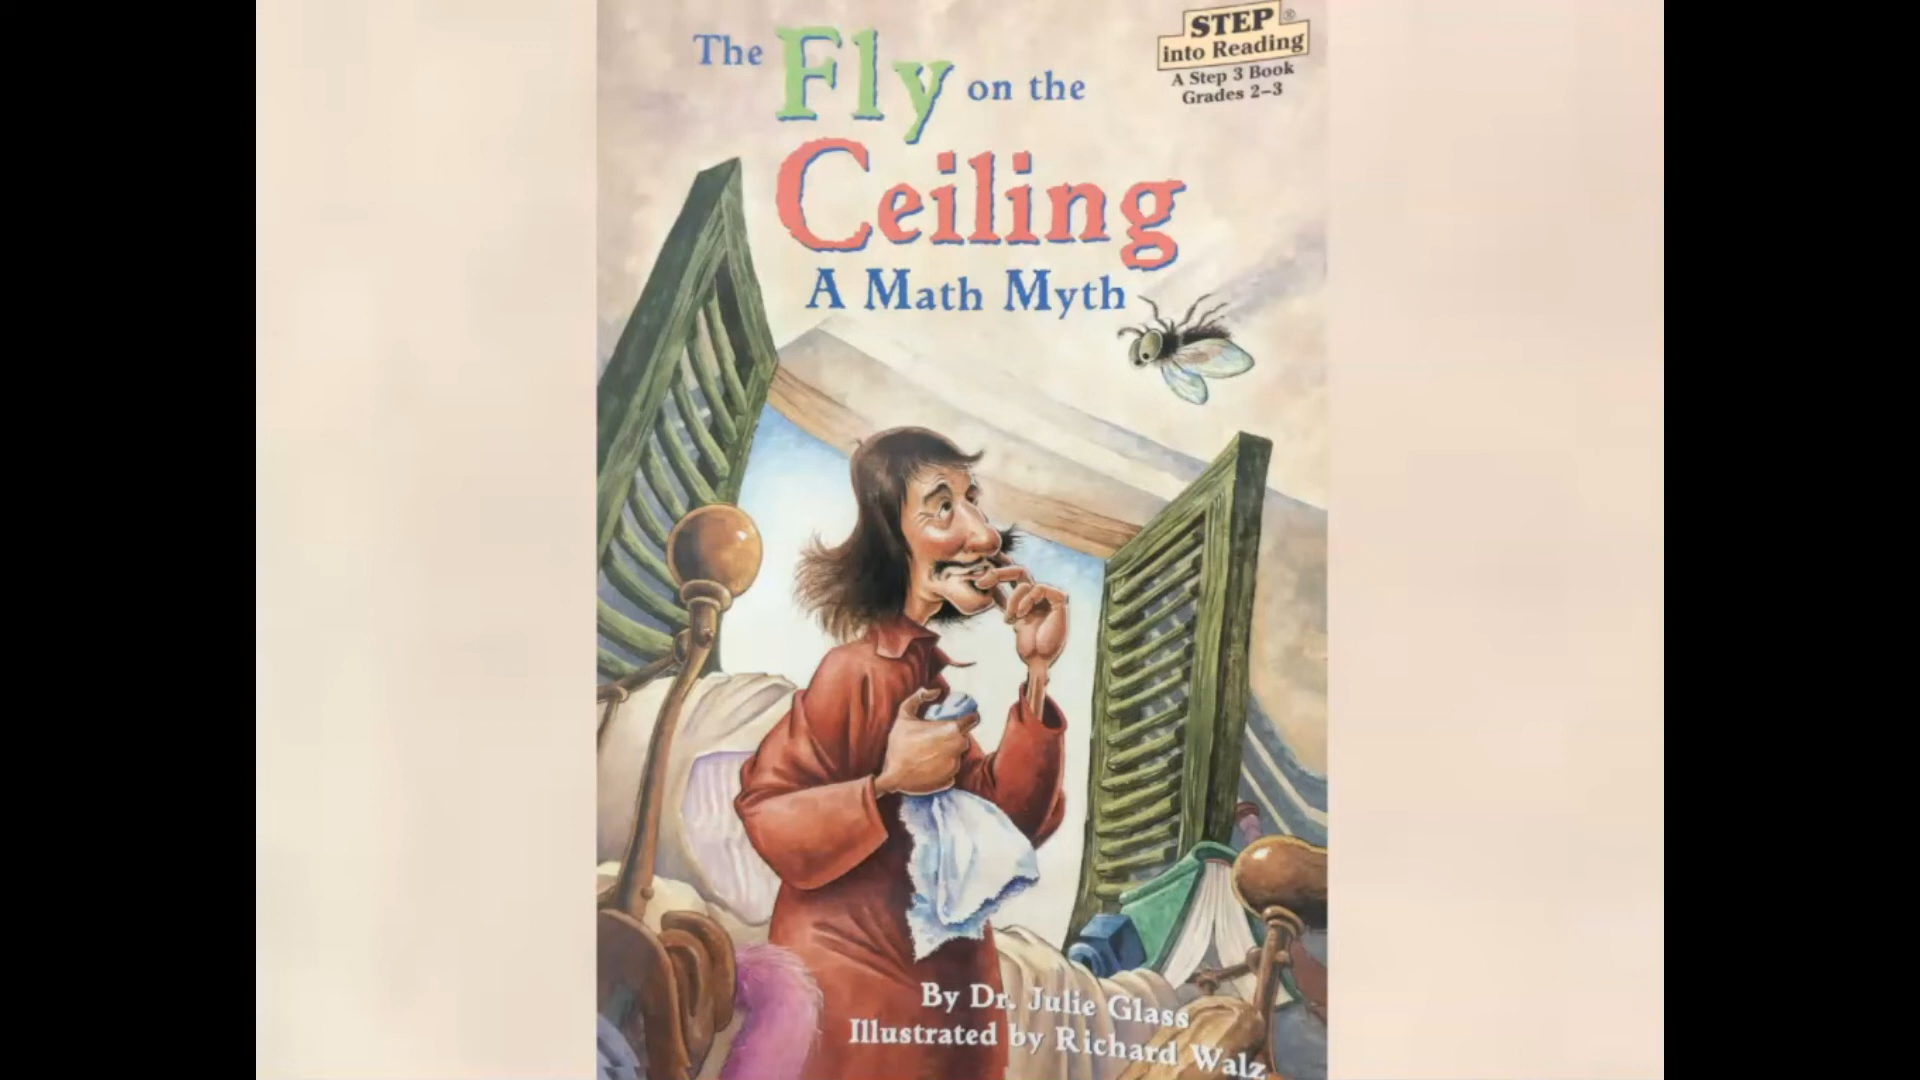 The Fly on the
Ceiling
A Math Myth
STEP®
into Reading
A Step 3 Book
Grades 2–3
By Dr. Julie Glass
Illustrated by Richard Walz